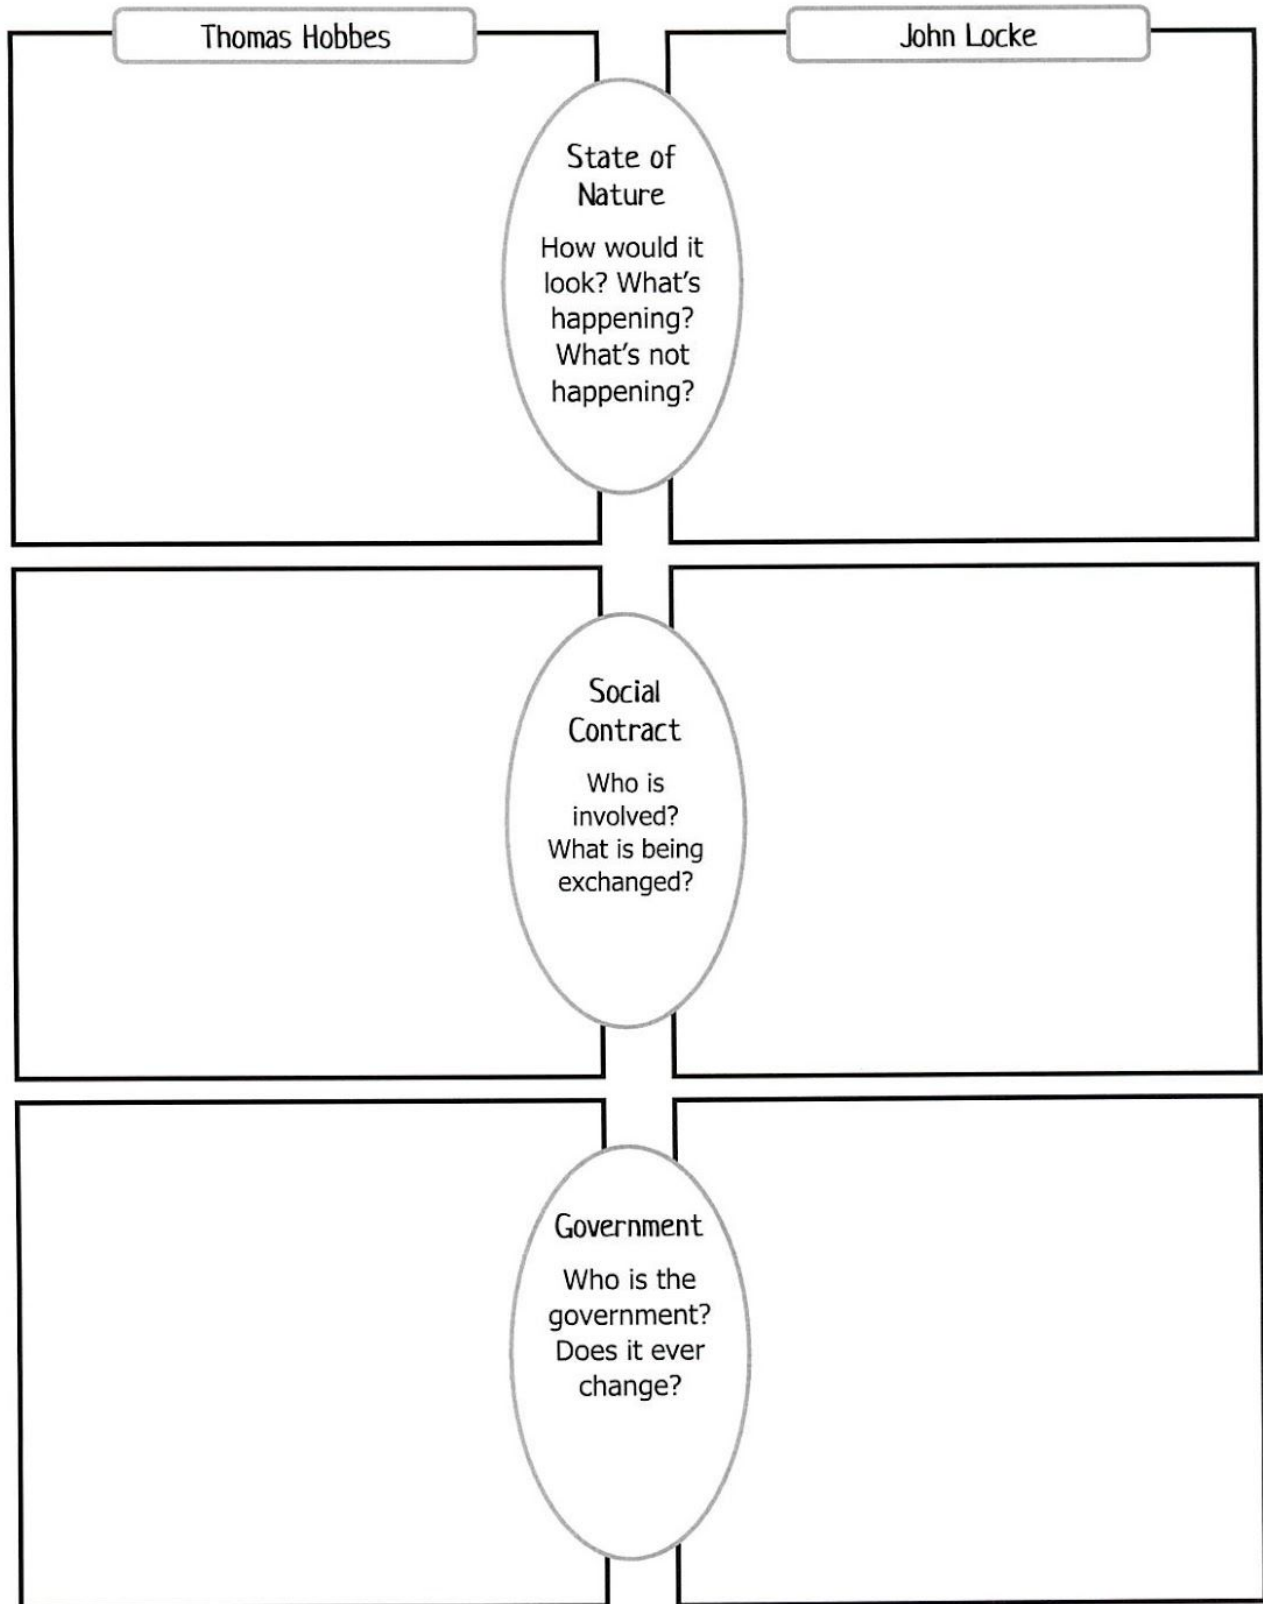 Thomas Hobbes
John Locke
State of
Nature
How would it
look? What's
happening?
What's not
happening?
Social
Contract
Who is
involved?
What is being
exchanged?
Government
Who is the
government?
Does it ever
change?